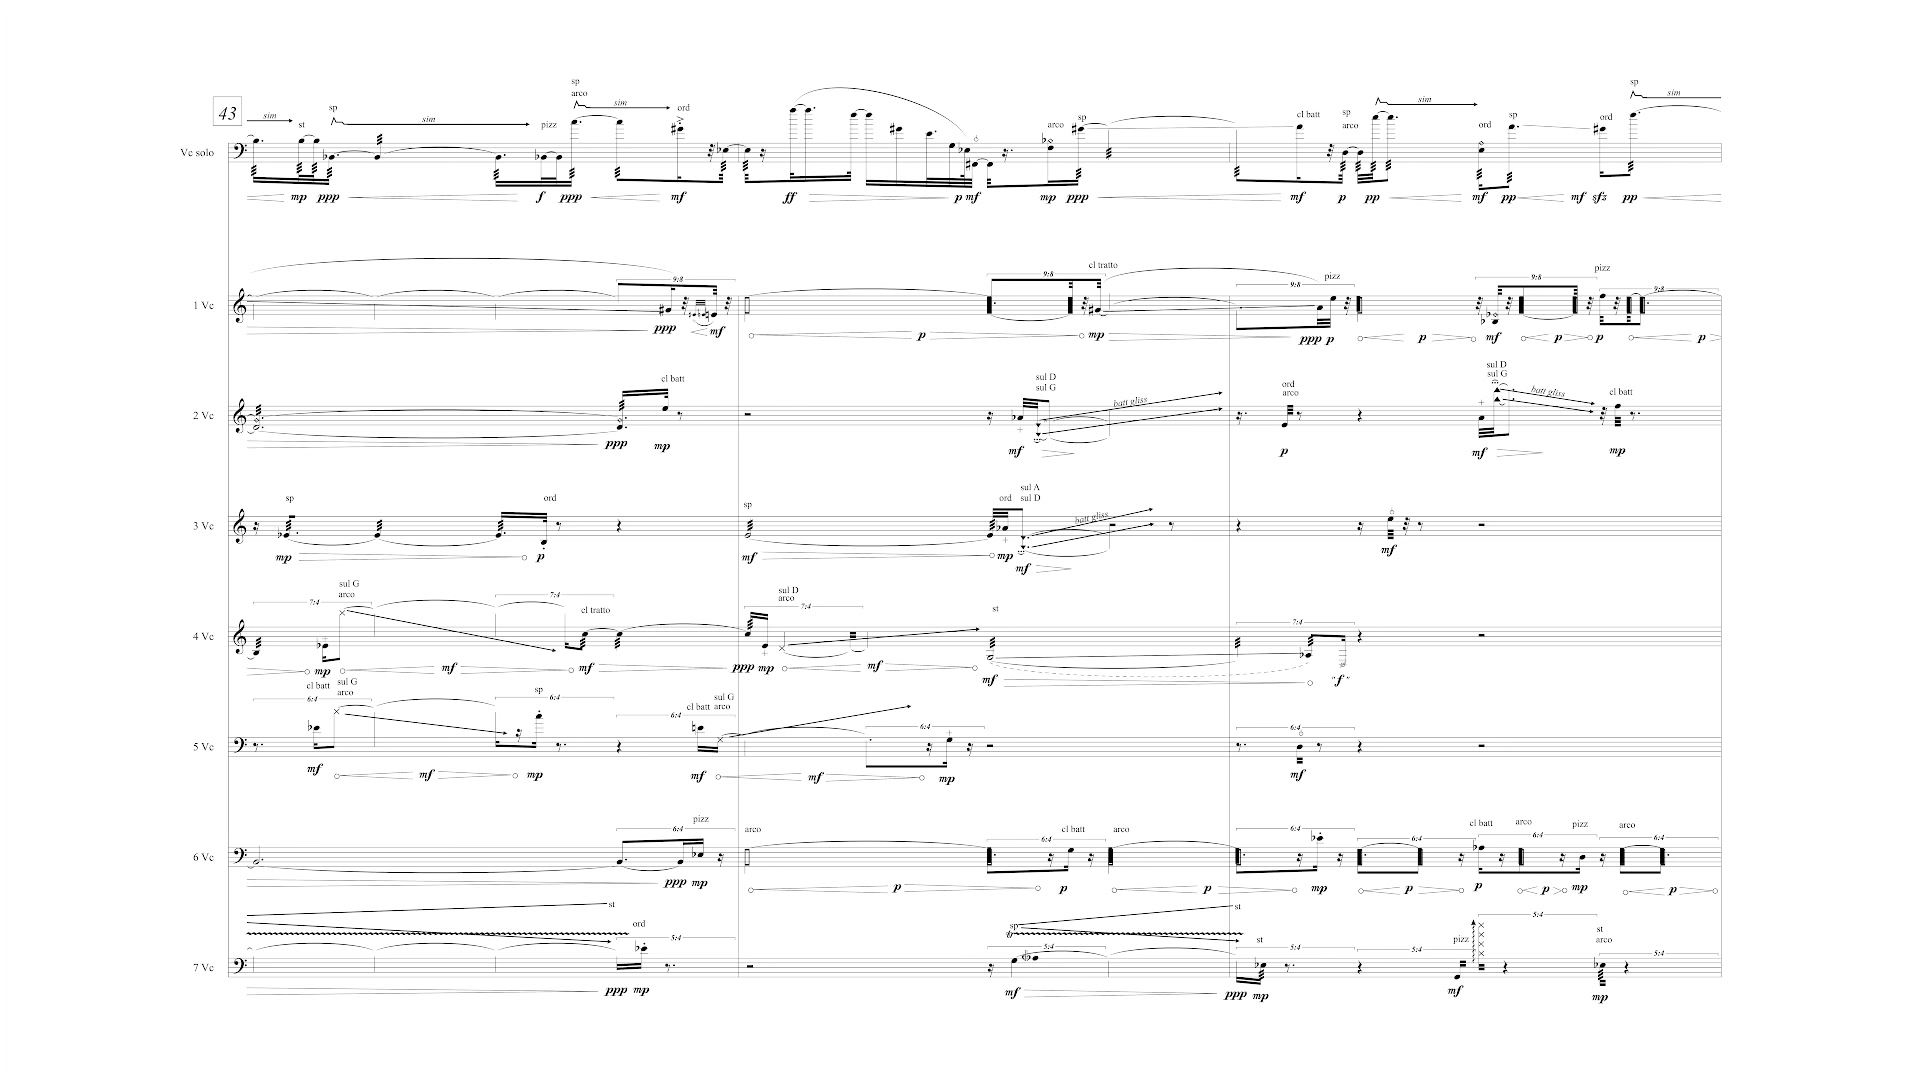 sp
sp
arco
sim
ord
sp
sim
sp
sim
43
sim
st
sim
pizz
arco
sp
cl batt
sp
arco
ord
sp
ord
Vc solo
mp ppp f ppp mf ff p mf mp ppp mf p pp mf pp mf sfz pp
9:8
9:8
cl tratto
pizz
9:8
9:8
pizz
9:8
1 Vc
ppp mf p mp ppp p p mf p p p
cl batt
sul D
sul G
batt gliss
ord
arco
sul D
sul G
batt gliss
cl batt
2 Vc
ppp mp mf p mf mp
sp
ord
sp
sul A
ord sul D
batt gliss
3 Vc
mp p mf mp mf mf
sul G
arco
7:4
7:4
cl tratto
sul D
arco
7:4
st
7:4
4 Vc
mp mf mf ppp mp mf mf "f"
cl batt
sul G
arco
6:4
sp
6:4
6:4
cl batt
sul G
arco
6:4
6:4
5 Vc
mf mf mp mf mf mp mf
6:4
pizz
arco
6:4
cl batt
arco
6:4
6:4
cl batt
arco
6:4
pizz
arco
6:4
6 Vc
ppp mp p p p mp p p p mp p
st
ord
5:4
sp
tr
5:4
st
st
5:4
5:4
pizz
5:4
st
arco
5:4
7 Vc
ppp mp mf ppp mp mf mp